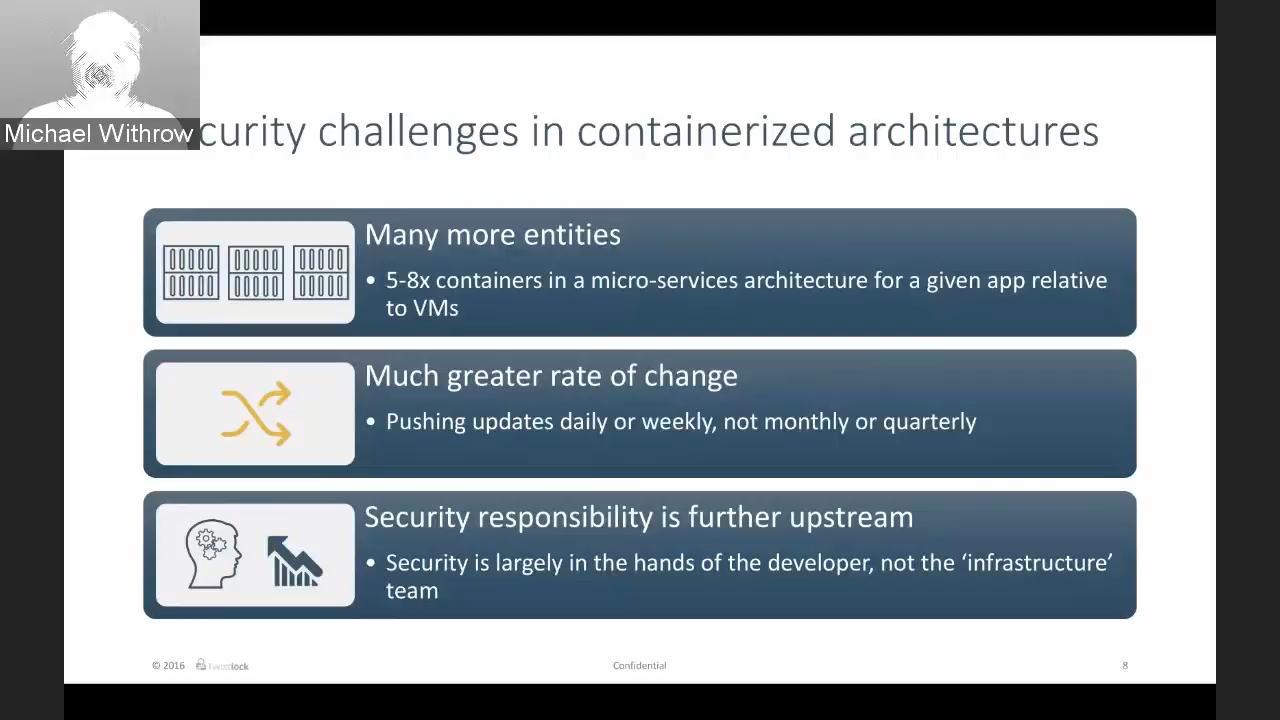 Michael Withrow
curity challenges in containerized architectures
Many more entities
• 5-8x containers in a micro-services architecture for a given app relative
to VMs
Much greater rate of change
• Pushing updates daily or weekly, not monthly or quarterly
Security responsibility is further upstream
• Security is largely in the hands of the developer, not the ‘infrastructure’
team
© 2016 Twistlock Confidential 8